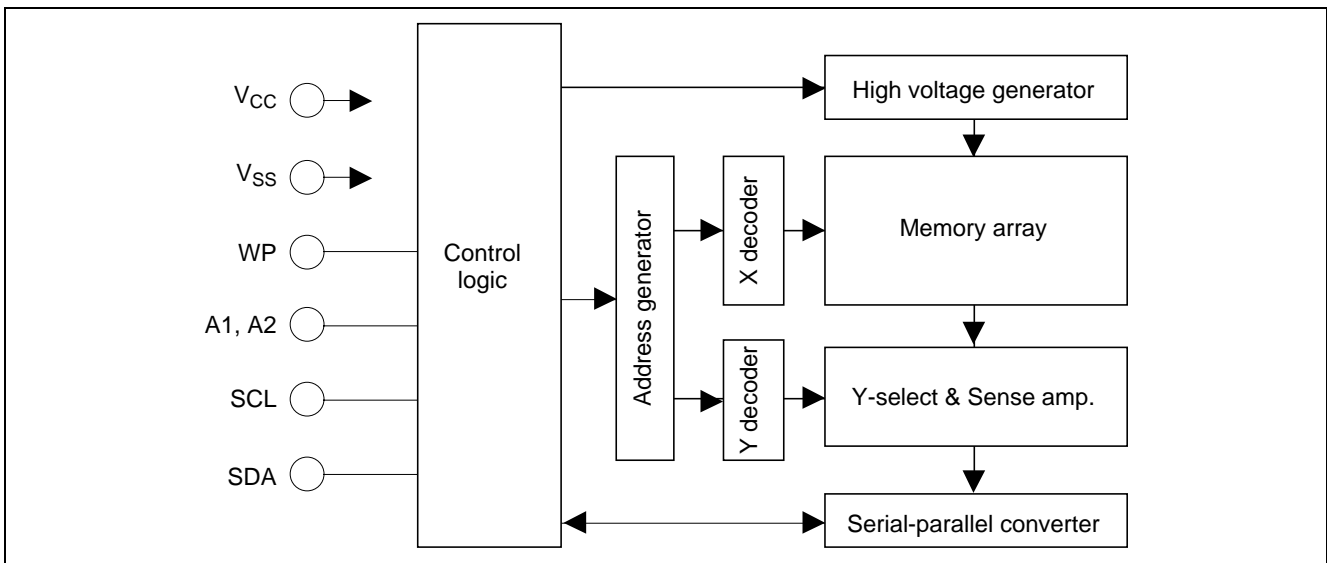 VCC
VSS
WP
A1, A2
SCL
SDA
Control
logic
Address generator
X decoder
Y decoder
High voltage generator
Memory array
Y-select & Sense amp.
Serial-parallel converter